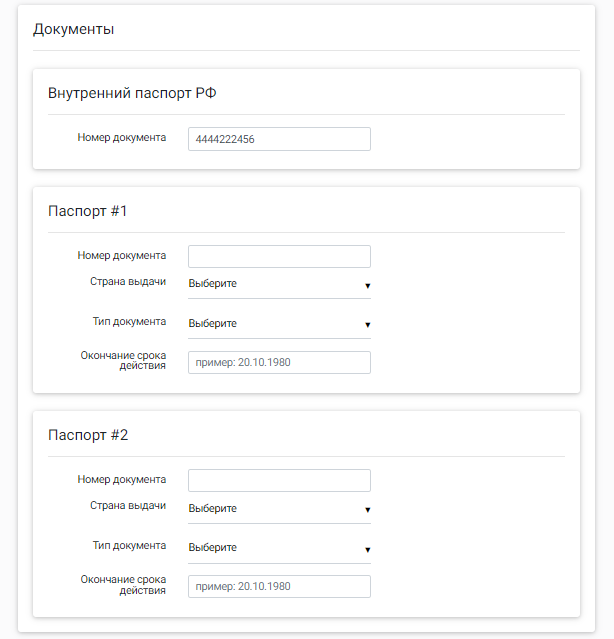 Документы
Внутренний паспорт РФ
Номер документа 4444222456
Паспорт #1
Номер документа
Страна выдачи Выберите
Тип документа Выберите
Окончание срока
действия
пример: 20.10.1980
Паспорт #2
Номер документа
Страна выдачи Выберите
Тип документа Выберите
Окончание срока
действия
пример: 20.10.1980